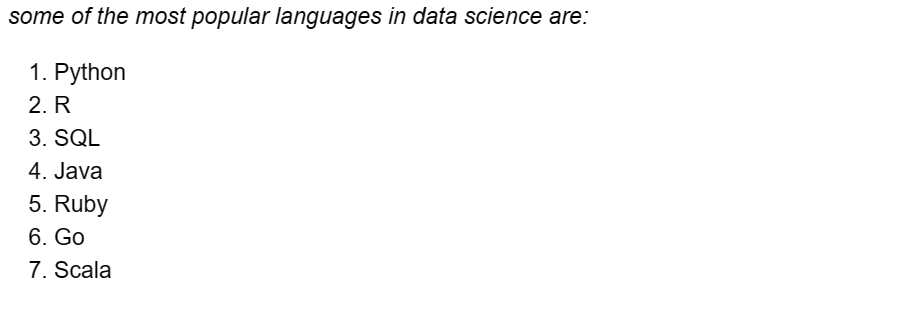 some of the most popular languages in data science are:
1. Python
2. R
3. SQL
4. Java
5. Ruby
6. Go
7. Scala